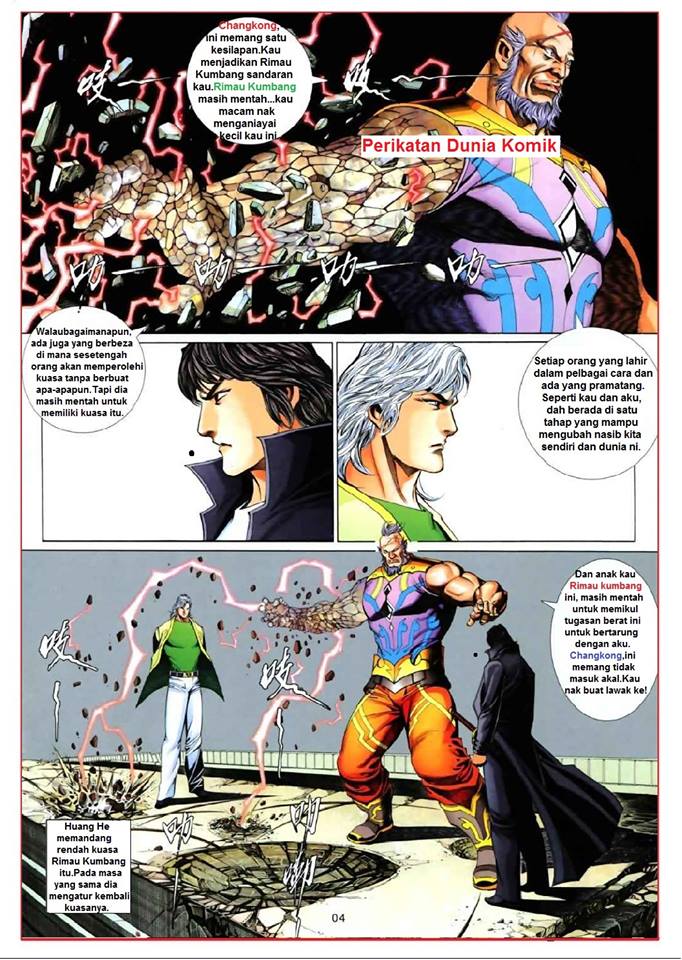 Changkong,
ini memang satu
kesilapan.Kau
menjadikan Rimau
Kumbang sandaran
kau.Rimau Kumbang
masih mentah...kau
macam nak
menganiayai
kecil kau ini
吱
吱
Perikatan Dunia Komik
叻
叻
叻
叻
Walaubagaimanapun,
ada juga yang berbeza
di mana sesetengah
orang akan memperolehi
kuasa tanpa berbuat
apa-apapun.Tapi dia
masih mentah untuk
memiliki kuasa itu.
Setiap orang yang lahir
dalam pelbagai cara dan
ada yang pramatang.
Seperti kau dan aku,
dah berada di satu
tahap yang mampu
mengubah nasib kita
sendiri dan dunia ni.
Dan anak kau
Rimau kumbang
ini, masih mentah
untuk memikul
tugasan berat ini
untuk bertarung
dengan aku.
Changkong,ini
memang tidak
masuk akal.Kau
nak buat lawak ke!
吱
吱
叻
叻
Huang He
memandang
rendah kuasa
Rimau Kumbang
itu.Pada masa
yang sama dia
mengatur kembali
kuasanya.
04